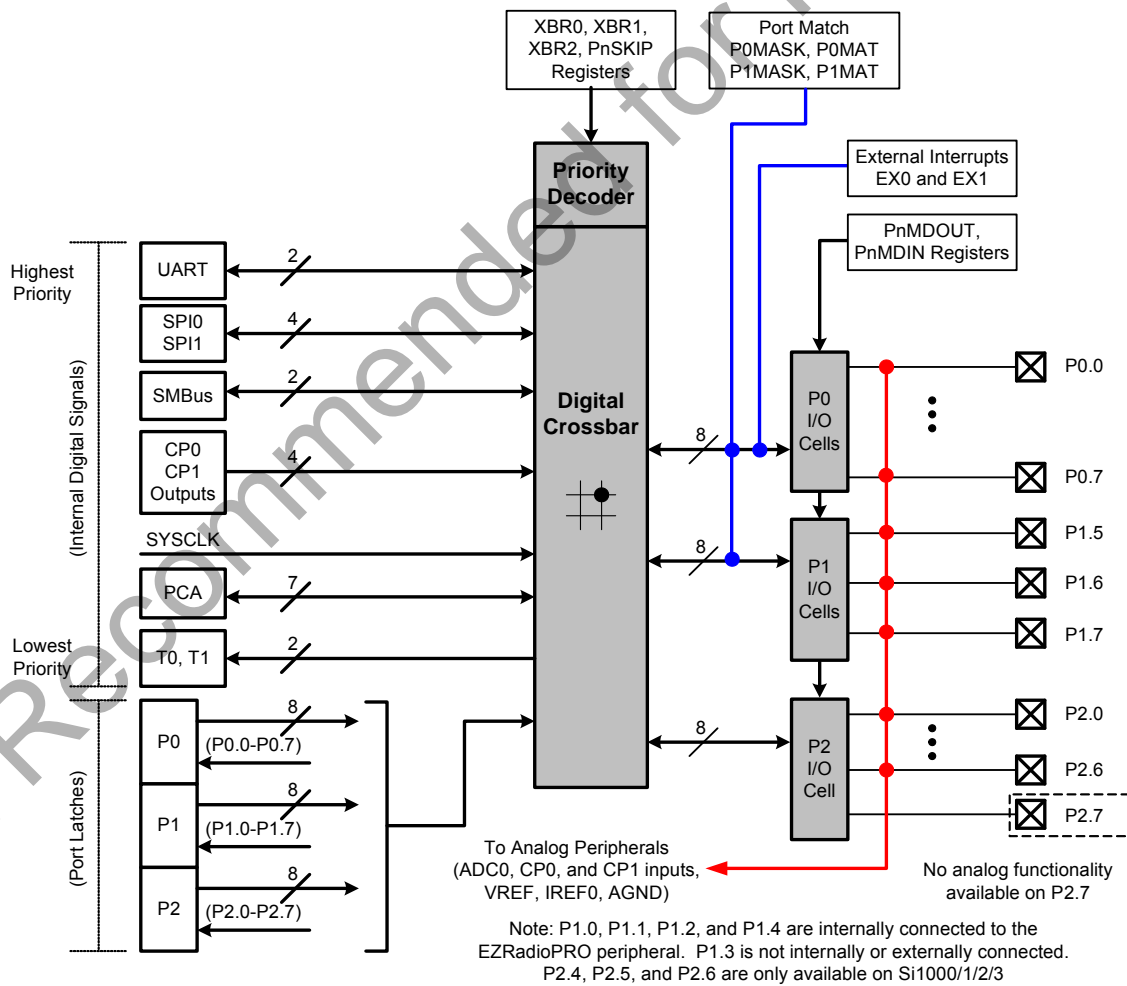 XBR0, XBR1,
XBR2, PnSKIP
Registers
Port Match
P0MASK, P0MAT
P1MASK, P1MAT
External Interrupts
EX0 and EX1
Priority
Decoder
PnMDOUT,
PnMDIN Registers
Highest
Priority
(Internal Digital Signals)
UART
2
SPI0
SPI1
4
SMBus
2
CP0
CP1
Outputs
4
SYSCLK
PCA
7
Lowest
Priority
T0, T1
2
Digital
Crossbar
8
8
8
P0
I/O
Cells
P1
I/O
Cells
P2
I/O
Cell
P0.0
P0.7
P1.5
P1.6
P1.7
P2.0
P2.6
P2.7
(Port Latches)
P0
8
(P0.0-P0.7)
P1
8
(P1.0-P1.7)
P2
8
(P2.0-P2.7)
To Analog Peripherals
(ADC0, CP0, and CP1 inputs,
VREF, IREF0, AGND)
No analog functionality
available on P2.7
Note: P1.0, P1.1, P1.2, and P1.4 are internally connected to the
EZRadioPRO peripheral. P1.3 is not internally or externally connected.
P2.4, P2.5, and P2.6 are only available on Si1000/1/2/3
Recommended for